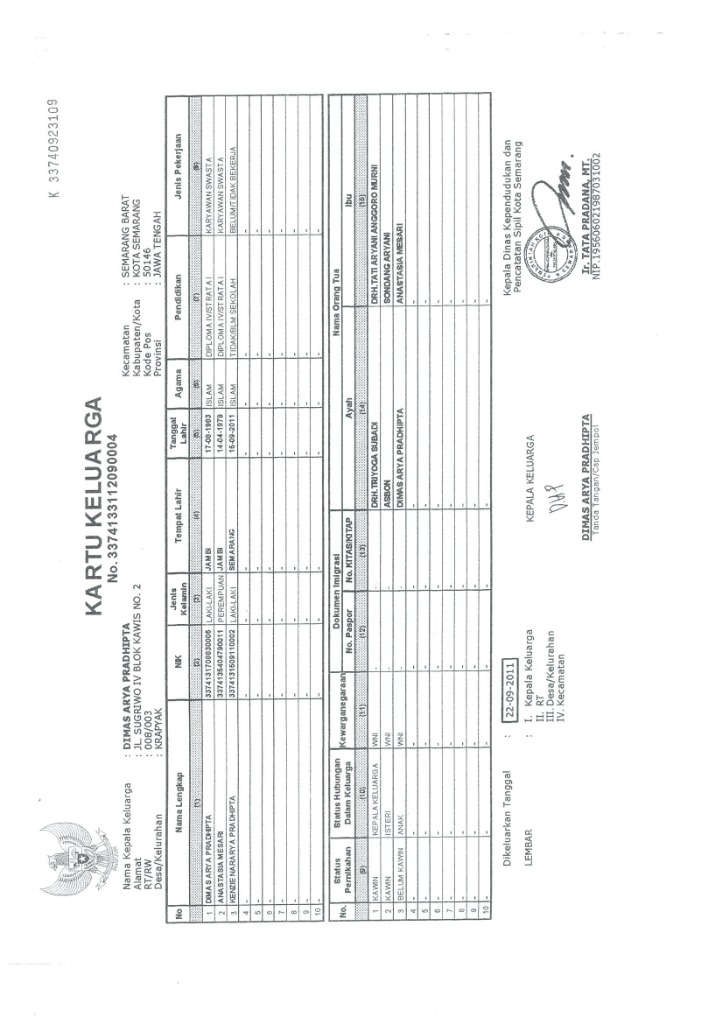 K 33740923109
KARTU KELUARGA
No. 3374133112090004
Nama Kepala Keluarga : DIMAS ARYA PRADHIPTA
Alamat : JL. SUGRIWO IV BLOK KAWIS NO. 2
RT/RW : 008/003
Desa/Kelurahan : KRAPYAK
Kecamatan : SEMARANG BARAT
Kabupaten/Kota : KOTA SEMARANG
Kode Pos : 50146
Provinsi : JAWA TENGAH
No Nama Lengkap NIK Jenis Kelamin Tempat Lahir Tanggal Lahir Agama Pendidikan Jenis Pekerjaan
(1) (2) (3) (4) (5) (6) (7) (8)
1 DIMAS ARYA PRADHIPTA 3374131708830006 LAKI-LAKI JAMBI 17-08-1983 ISLAM DIPLOMA IV/STRATA I KARYAWAN SWASTA
2 ANASTASIA MESARI 3374135404790011 PEREMPUAN JAMBI 14-04-1979 ISLAM DIPLOMA IV/STRATA I KARYAWAN SWASTA
3 KENZIE NARARYA PRADHIPTA 3374131509110002 LAKI-LAKI SEMARANG 15-09-2011 ISLAM TIDAK/BLM SEKOLAH BELUM/TIDAK BEKERJA
4 - - - - - - - -
5 - - - - - - - -
6 - - - - - - - -
7 - - - - - - - -
8 - - - - - - - -
9 - - - - - - - -
10 - - - - - - - -
No. Status Pernikahan Status Hubungan Dalam Keluarga Kewarganegaraan Dokumen Imigrasi Nama Orang Tua
No. Paspor No. KITAS/KITAP Ayah Ibu
(9) (10) (11) (12) (13) (14) (15)
1 KAWIN KEPALA KELUARGA WNI - - DRH.TRIYOGA SUBADI DRH.TATI ARYANI ANGGORO MURNI
2 KAWIN ISTERI WNI - - ASBON SONDANG ARYANI
3 BELUM KAWIN ANAK WNI - - DIMAS ARYA PRADHIPTA ANASTASIA MESARI
4 - - - - - - -
5 - - - - - - -
6 - - - - - - -
7 - - - - - - -
8 - - - - - - -
9 - - - - - - -
10 - - - - - - -
Dikeluarkan Tanggal : 22-09-2011
LEMBAR : I. Kepala Keluarga
II. RT
III. Desa/Kelurahan
IV. Kecamatan
KEPALA KELUARGA
DIMAS ARYA PRADHIPTA
Tanda Tangan/Cap Jempol
Kepala Dinas Kependudukan dan
Pencatatan Sipil Kota Semarang
Ir. TATA PRADANA, MT.
NIP.195606021987031002